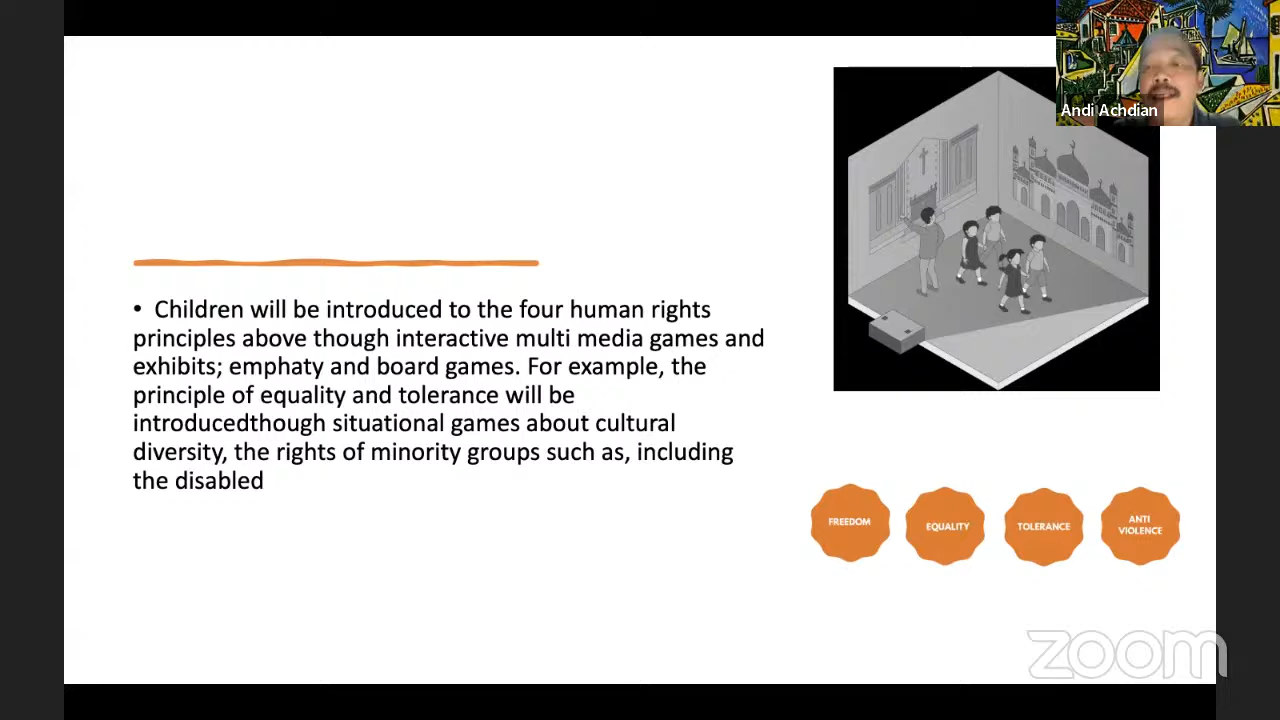 Andi Achdian
• Children will be introduced to the four human rights
principles above though interactive multi media games and
exhibits; emphaty and board games. For example, the
principle of equality and tolerance will be
introducedthough situational games about cultural
diversity, the rights of minority groups such as, including
the disabled
FREEDOM
EQUALITY
TOLERANCE
ANTI
VIOLENCE
zoom